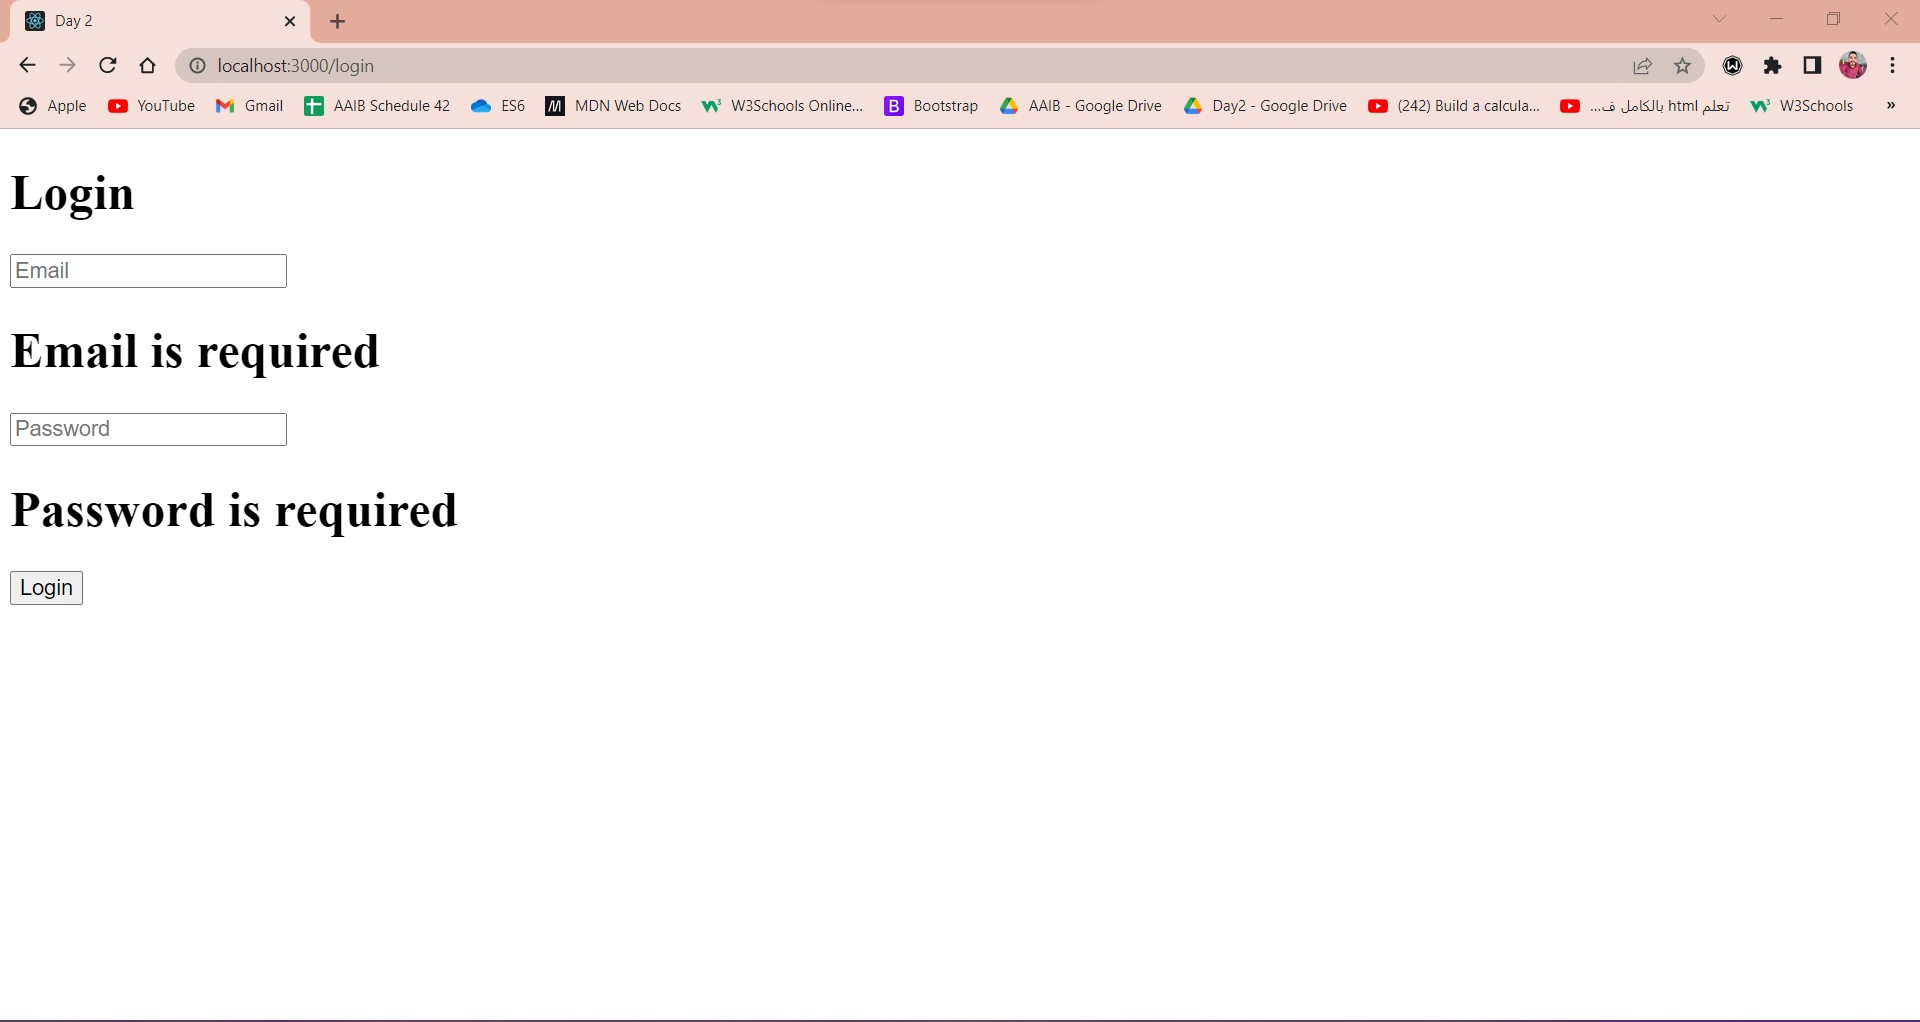 Day 2
localhost:3000/login
Apple YouTube Gmail AAIB Schedule 42 ES6 MDN Web Docs W3Schools Online... Bootstrap AAIB - Google Drive Day2 - Google Drive (242) Build a calcula... تعلم html بالكامل ف... W3Schools »
Login
Email
Email is required
Password
Password is required
Login